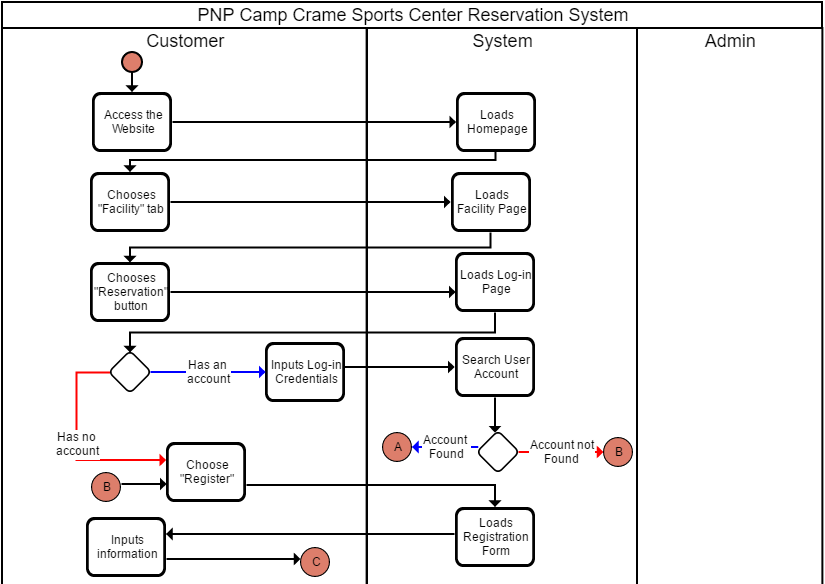 PNP Camp Crame Sports Center Reservation System
Customer
System
Admin
Access the
Website
Loads
Homepage
Chooses
"Facility" tab
Loads
Facility Page
Chooses
"Reservation"
button
Loads Log-in
Page
Has an
account
Inputs Log-in
Credentials
Search User
Account
Has no
account
A
Account
Found
Account not
Found
B
Choose
"Register"
B
Loads
Registration
Form
Inputs
information
C